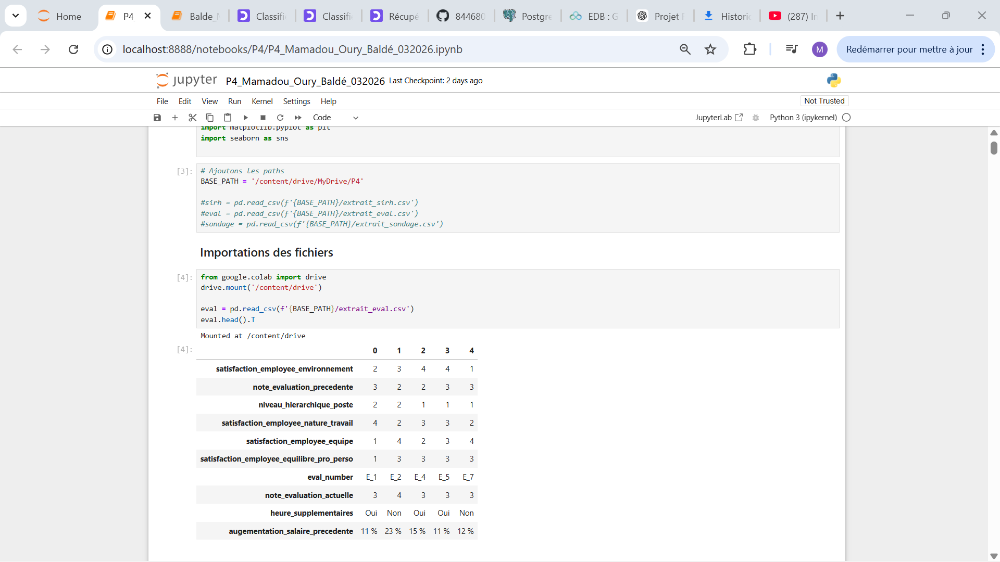 Home
P4_
Balde_
Classifi
Classifi
Récupé
844680
Postgre
EDB : G
Projet
Historic
(287) I
localhost:8888/notebooks/P4/P4_Mamadou_Oury_Baldé_032026.ipynb
M
Redémarrer pour mettre à jour
jupyter P4_Mamadou_Oury_Baldé_032026 Last Checkpoint: 2 days ago
File Edit View Run Kernel Settings Help
Not Trusted
Code
JupyterLab
Python 3 (ipykernel)
import matplotlib.pyplot as plt
import seaborn as sns
[3]:
# Ajoutons les paths
BASE_PATH = '/content/drive/MyDrive/P4'
#sirh = pd.read_csv(f'{BASE_PATH}/extrait_sirh.csv')
#eval = pd.read_csv(f'{BASE_PATH}/extrait_eval.csv')
#sondage = pd.read_csv(f'{BASE_PATH}/extrait_sondage.csv')
Importations des fichiers
[4]:
from google.colab import drive
drive.mount('/content/drive')
eval = pd.read_csv(f'{BASE_PATH}/extrait_eval.csv')
eval.head().T
Mounted at /content/drive
[4]:
0 1 2 3 4
satisfaction_employee_environnement 2 3 4 4 1
note_evaluation_precedente 3 2 2 3 3
niveau_hierarchique_poste 2 2 1 1 1
satisfaction_employee_nature_travail 4 2 3 3 2
satisfaction_employee_equipe 1 4 2 3 4
satisfaction_employee_equilibre_pro_perso 1 3 3 3 3
eval_number E_1 E_2 E_4 E_5 E_7
note_evaluation_actuelle 3 4 3 3 3
heure_supplementaires Oui Non Oui Oui Non
augementation_salaire_precedente 11 % 23 % 15 % 11 % 12 %